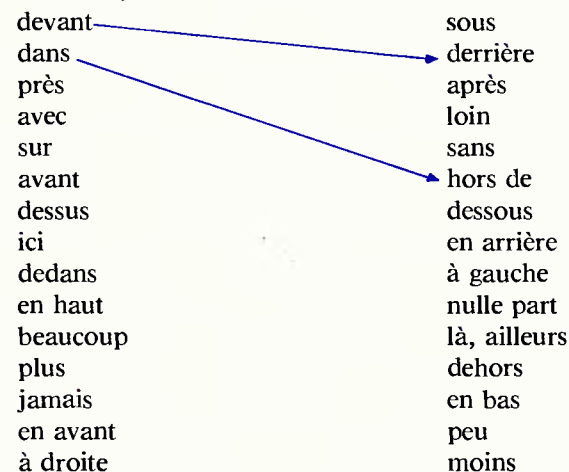 devant sous
dans derrière
près après
avec loin
sur sans
avant hors de
dessus dessous
ici en arrière
dedans à gauche
en haut nulle part
beaucoup là, ailleurs
plus dehors
jamais en bas
en avant peu
à droite moins